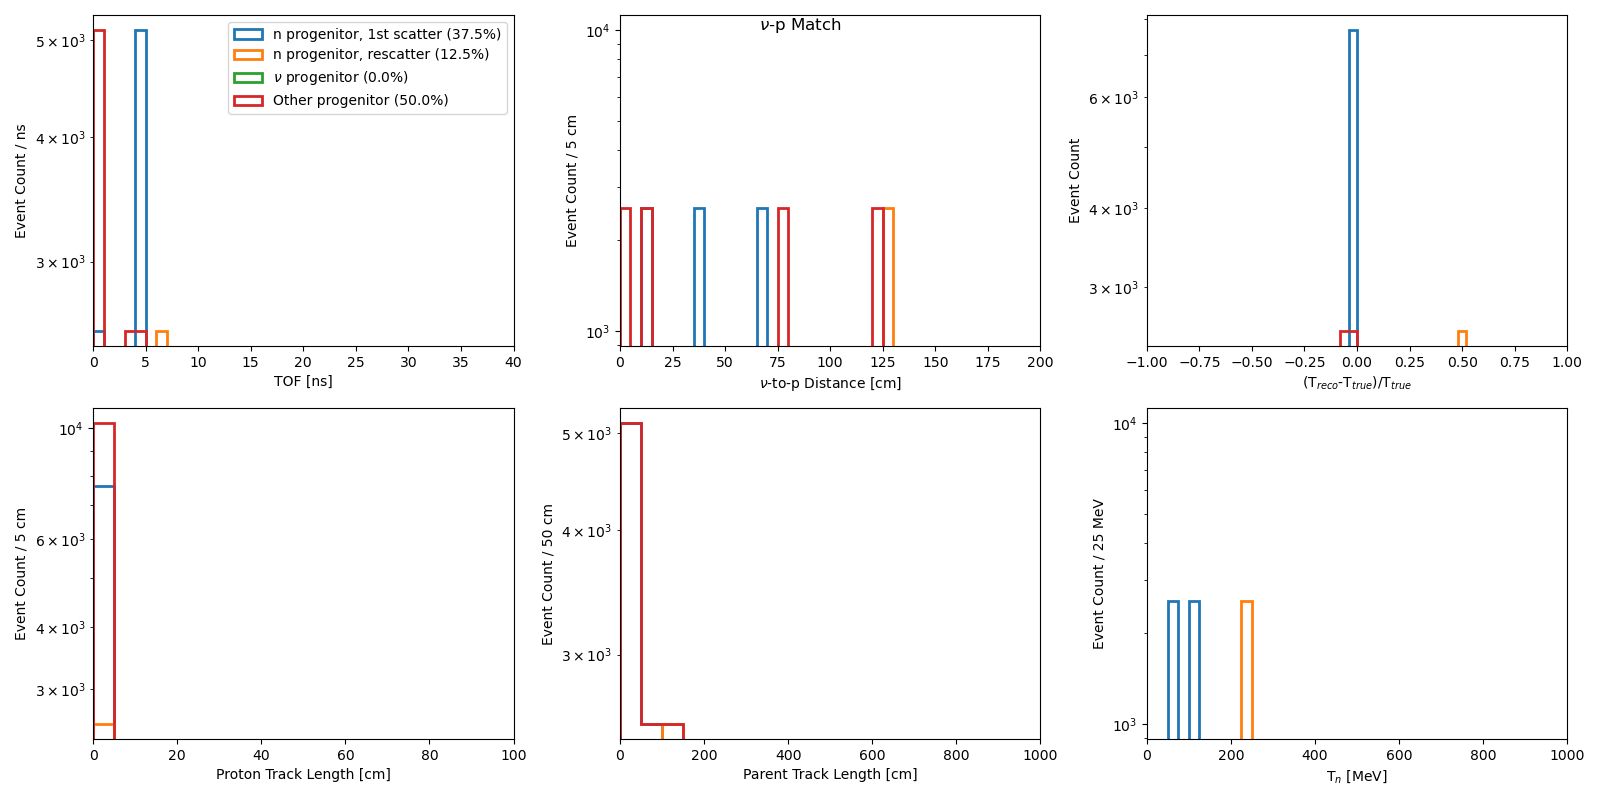 ν-p Match
5×10³
4×10³
3×10³
Event Count / ns
n progenitor, 1st scatter (37.5%)
n progenitor, rescatter (12.5%)
ν progenitor (0.0%)
Other progenitor (50.0%)
0 5 10 15 20 25 30 35 40
TOF [ns]
10⁴
10³
Event Count / 5 cm
0 25 50 75 100 125 150 175 200
ν-to-p Distance [cm]
6×10³
4×10³
3×10³
Event Count
−1.00 −0.75 −0.50 −0.25 0.00 0.25 0.50 0.75 1.00
(T_reco-T_true)/T_true
10⁴
6×10³
4×10³
3×10³
Event Count / 5 cm
0 20 40 60 80 100
Proton Track Length [cm]
5×10³
4×10³
3×10³
Event Count / 50 cm
0 200 400 600 800 1000
Parent Track Length [cm]
10⁴
10³
Event Count / 25 MeV
0 200 400 600 800 1000
T_n [MeV]